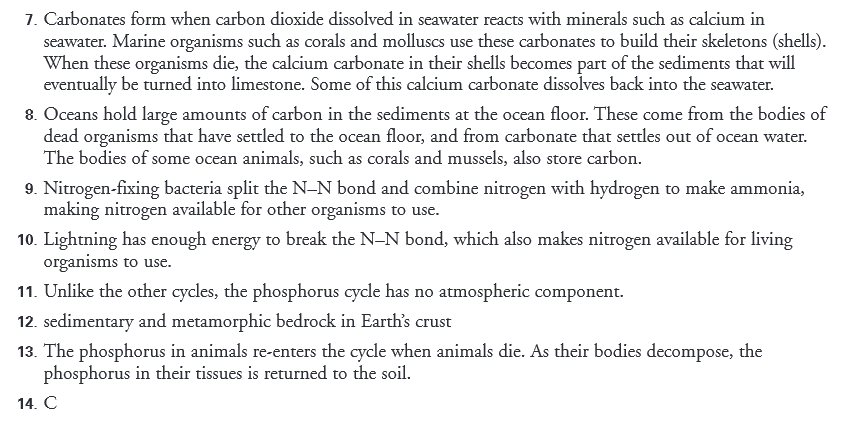 7. Carbonates form when carbon dioxide dissolved in seawater reacts with minerals such as calcium in
seawater. Marine organisms such as corals and molluscs use these carbonates to build their skeletons (shells).
When these organisms die, the calcium carbonate in their shells becomes part of the sediments that will
eventually be turned into limestone. Some of this calcium carbonate dissolves back into the seawater.
8. Oceans hold large amounts of carbon in the sediments at the ocean floor. These come from the bodies of
dead organisms that have settled to the ocean floor, and from carbonate that settles out of ocean water.
The bodies of some ocean animals, such as corals and mussels, also store carbon.
9. Nitrogen-fixing bacteria split the N–N bond and combine nitrogen with hydrogen to make ammonia,
making nitrogen available for other organisms to use.
10. Lightning has enough energy to break the N–N bond, which also makes nitrogen available for living
organisms to use.
11. Unlike the other cycles, the phosphorus cycle has no atmospheric component.
12. sedimentary and metamorphic bedrock in Earth's crust
13. The phosphorus in animals re-enters the cycle when animals die. As their bodies decompose, the
phosphorus in their tissues is returned to the soil.
14. C